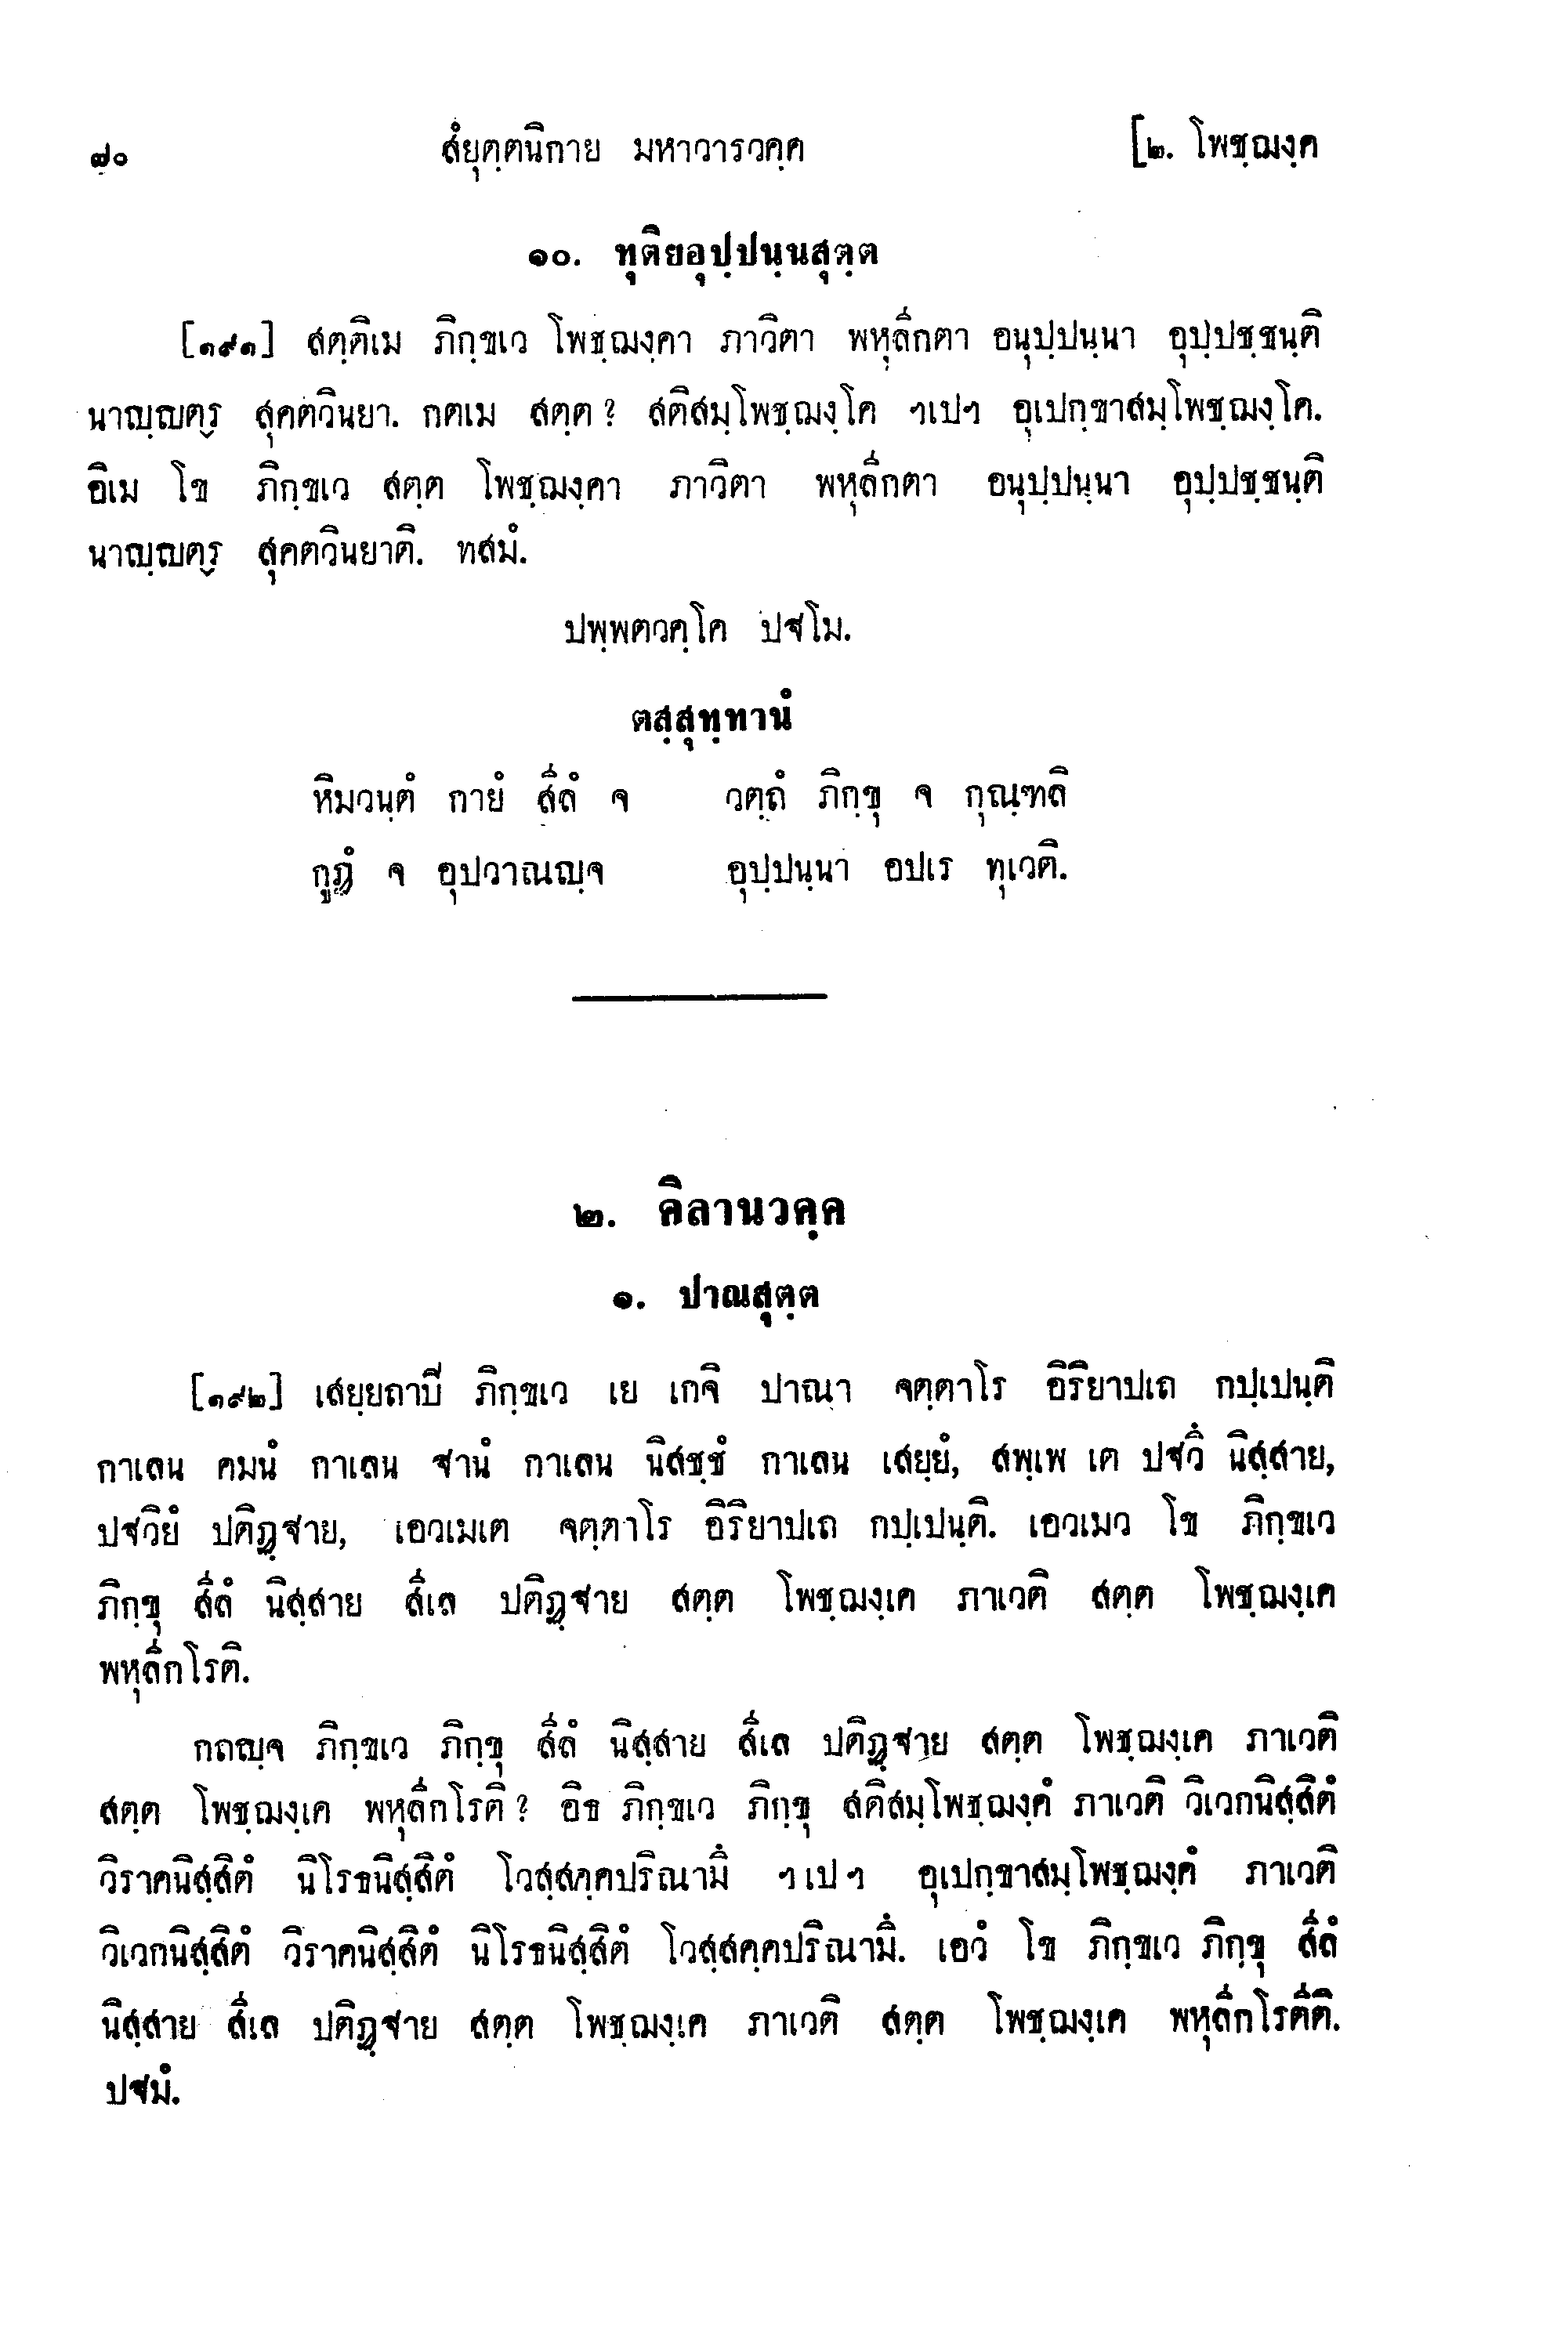 ๘๐ สํยุตฺตนิกาย มหาวารวคฺค [๒. โพชฺฌงฺค
๑๐. ทุติยอุปฺปนฺนสุตฺต
[๑๙๑] สตฺติเม ภิกฺขเว โพชฺฌงฺคา ภาวิตา พหุลีกตา อนุปฺปนฺนา อุปฺปชฺชนฺติ
นาญฺญตฺร สุคตวินยา. กตเม สตฺต? สติสมฺโพชฺฌงฺโค ฯเปฯ อุเปกฺขาสมฺโพชฺฌงฺโค.
อิเม โข ภิกฺขเว สตฺต โพชฺฌงฺคา ภาวิตา พหุลีกตา อนุปฺปนฺนา อุปฺปชฺชนฺติ
นาญฺญตฺร สุคตวินยาติ. ทสมํ.
ปพฺพตวคฺโค ปฐโม.
ตสฺสุทฺทานํ
หิมวนฺตํ กายํ สีลํ จ วตฺถํ ภิกฺขุ จ กุณฺฑลิ
กูฏํ จ อุปวาณญฺจ อุปฺปนฺนา อปเร ทุเวติ.
๒. คิลานวคฺค
๑. ปาณสุตฺต
[๑๙๒] เสยฺยถาปิ ภิกฺขเว เย เกจิ ปาณา จตฺตาโร อิริยาปเถ กปฺเปนฺติ
กาเลน คมนํ กาเลน ฐานํ กาเลน นิสชฺชํ กาเลน เสยฺยํ, สพฺเพ เต ปฐวึ นิสฺสาย,
ปฐวิยํ ปติฏฺฐาย, เอวเมเต จตฺตาโร อิริยาปเถ กปฺเปนฺติ. เอวเมว โข ภิกฺขเว
ภิกฺขุ สีลํ นิสฺสาย สีเล ปติฏฺฐาย สตฺต โพชฺฌงฺเค ภาเวติ สตฺต โพชฺฌงฺเค
พหุลีกโรติ.
กถญฺจ ภิกฺขเว ภิกฺขุ สีลํ นิสฺสาย สีเล ปติฏฺฐาย สตฺต โพชฺฌงฺเค ภาเวติ
สตฺต โพชฺฌงฺเค พหุลีกโรติ? อิธ ภิกฺขเว ภิกฺขุ สติสมฺโพชฺฌงฺคํ ภาเวติ วิเวกนิสฺสิตํ
วิราคนิสฺสิตํ นิโรธนิสฺสิตํ โวสฺสคฺคปริณามึ ฯเปฯ อุเปกฺขาสมฺโพชฺฌงฺคํ ภาเวติ
วิเวกนิสฺสิตํ วิราคนิสฺสิตํ นิโรธนิสฺสิตํ โวสฺสคฺคปริณามึ. เอวํ โข ภิกฺขเว ภิกฺขุ สีลํ
นิสฺสาย สีเล ปติฏฺฐาย สตฺต โพชฺฌงฺเค ภาเวติ สตฺต โพชฺฌงฺเค พหุลีกโรตีติ.
ปฐมํ.